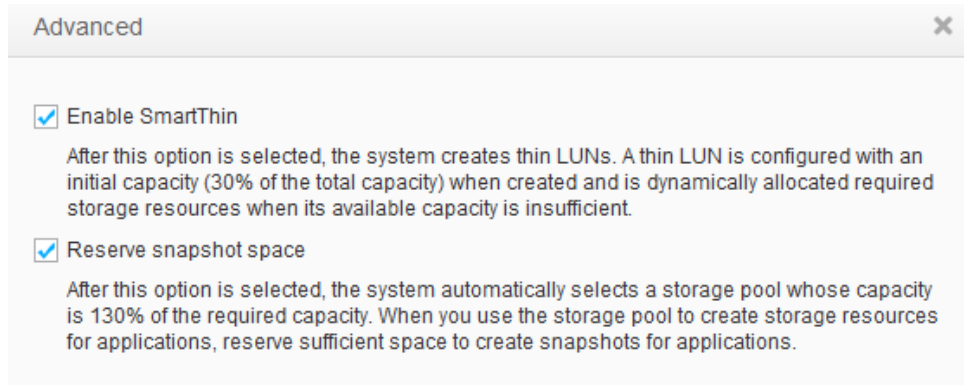 Advanced
Enable SmartThin
After this option is selected, the system creates thin LUNs. A thin LUN is configured with an
initial capacity (30% of the total capacity) when created and is dynamically allocated required
storage resources when its available capacity is insufficient.
Reserve snapshot space
After this option is selected, the system automatically selects a storage pool whose capacity
is 130% of the required capacity. When you use the storage pool to create storage resources
for applications, reserve sufficient space to create snapshots for applications.